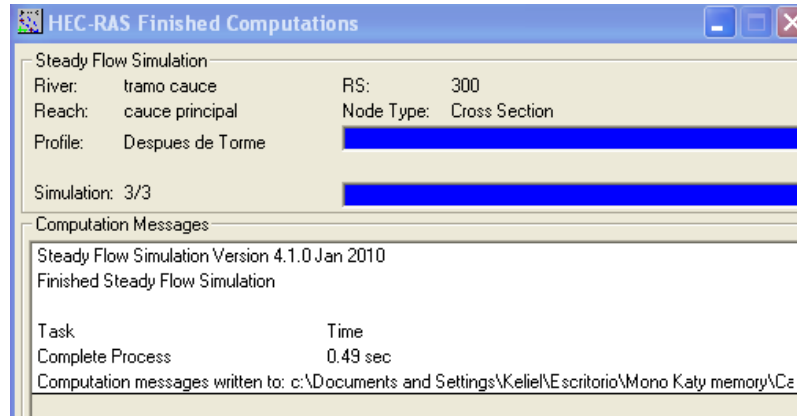 HEC-RAS Finished Computations
Steady Flow Simulation
River: tramo cauce RS: 300
Reach: cauce principal Node Type: Cross Section
Profile: Despues de Torme
Simulation: 3/3
Computation Messages
Steady Flow Simulation Version 4.1.0 Jan 2010
Finished Steady Flow Simulation
Task Time
Complete Process 0.49 sec
Computation messages written to: c:\Documents and Settings\Keliel\Escritorio\Mono Katy memory\Ca